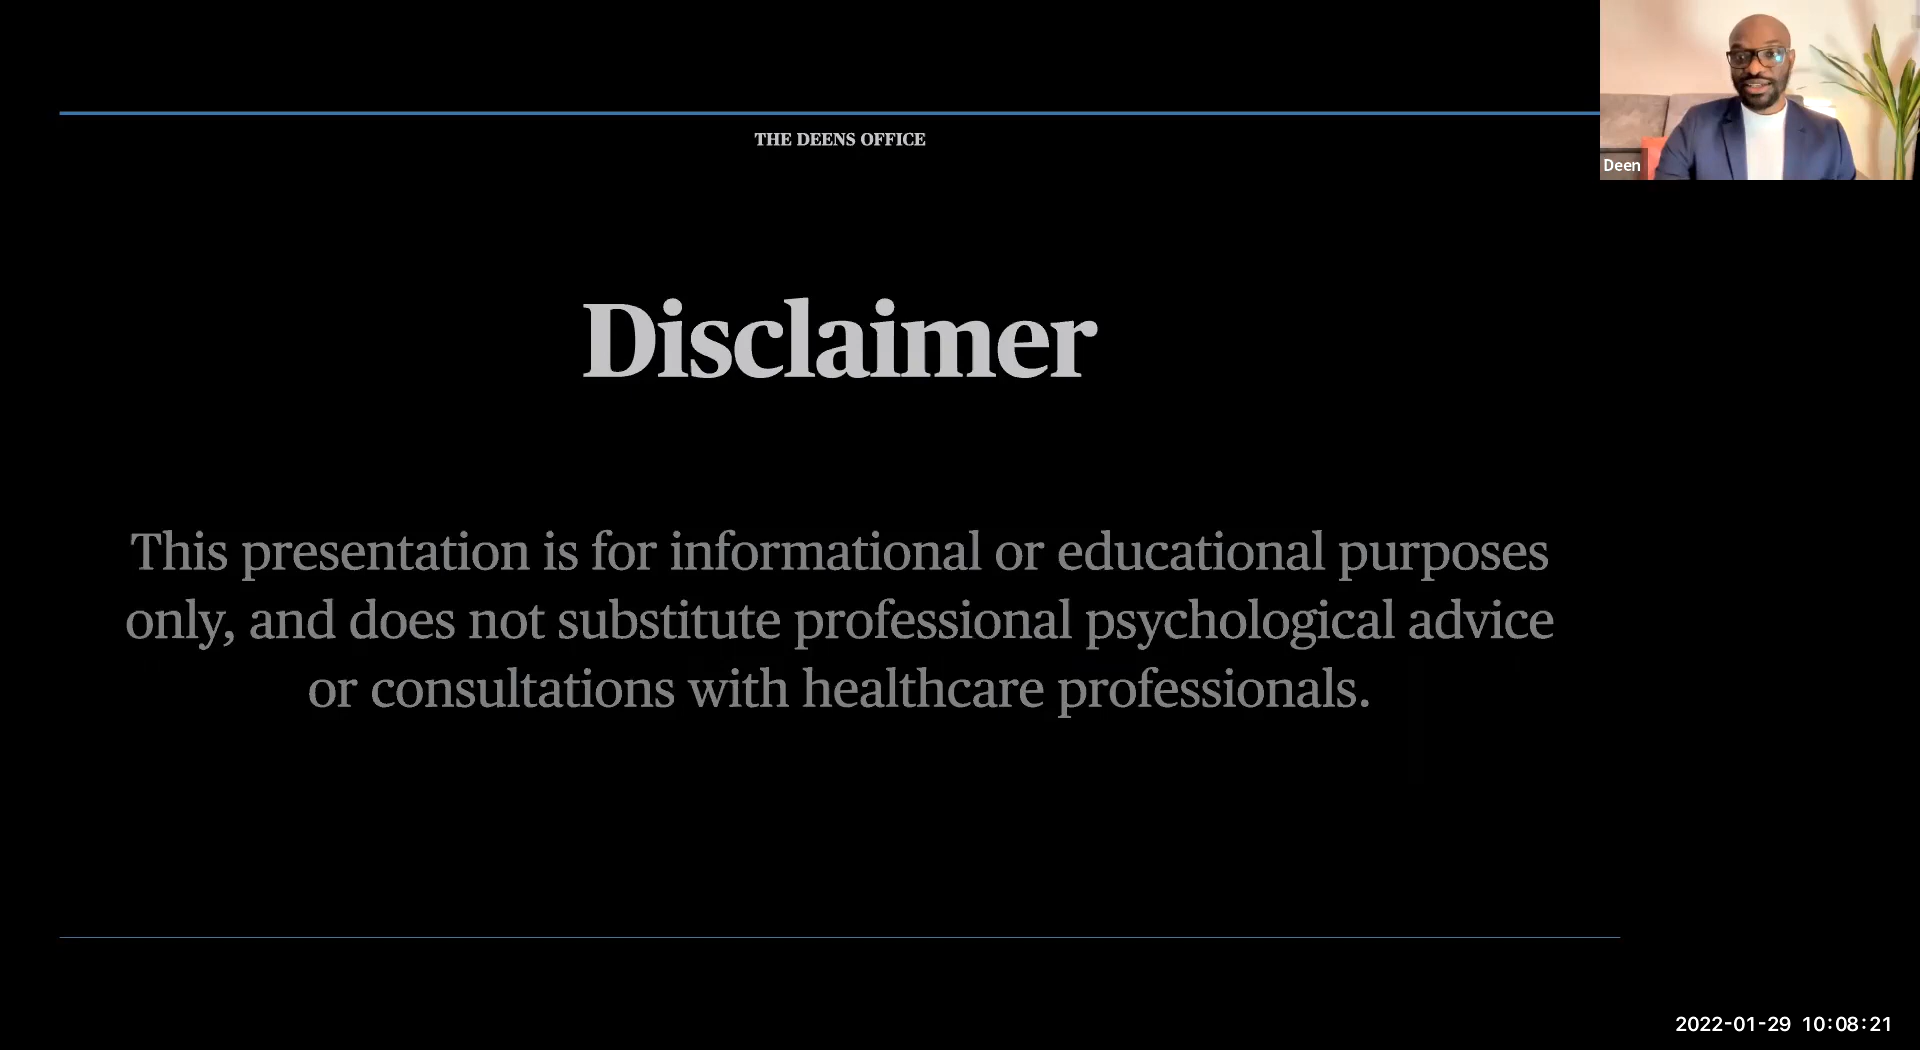 THE DEENS OFFICE
Deen
Disclaimer
This presentation is for informational or educational purposes
only, and does not substitute professional psychological advice
or consultations with healthcare professionals.
2022-01-29 10:08:21